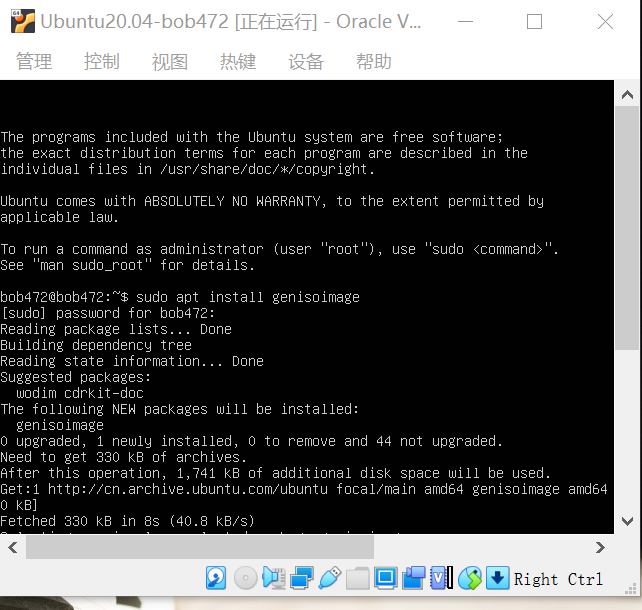 64
Ubuntu20.04-bob472 [正在运行] - Oracle V...
管理 控制 视图 热键 设备 帮助
The programs included with the Ubuntu system are free software;
the exact distribution terms for each program are described in the
individual files in /usr/share/doc/*/copyright.
Ubuntu comes with ABSOLUTELY NO WARRANTY, to the extent permitted by
applicable law.
To run a command as administrator (user "root"), use "sudo <command>".
See "man sudo_root" for details.
bob472@bob472:~$ sudo apt install genisoimage
[sudo] password for bob472:
Reading package lists... Done
Building dependency tree
Reading state information... Done
Suggested packages:
  wodim cdrkit-doc
The following NEW packages will be installed:
  genisoimage
0 upgraded, 1 newly installed, 0 to remove and 44 not upgraded.
Need to get 330 kB of archives.
After this operation, 1,741 kB of additional disk space will be used.
Get:1 http://cn.archive.ubuntu.com/ubuntu focal/main amd64 genisoimage amd64
0 kB]
Fetched 330 kB in 8s (40.8 kB/s)
Right Ctrl